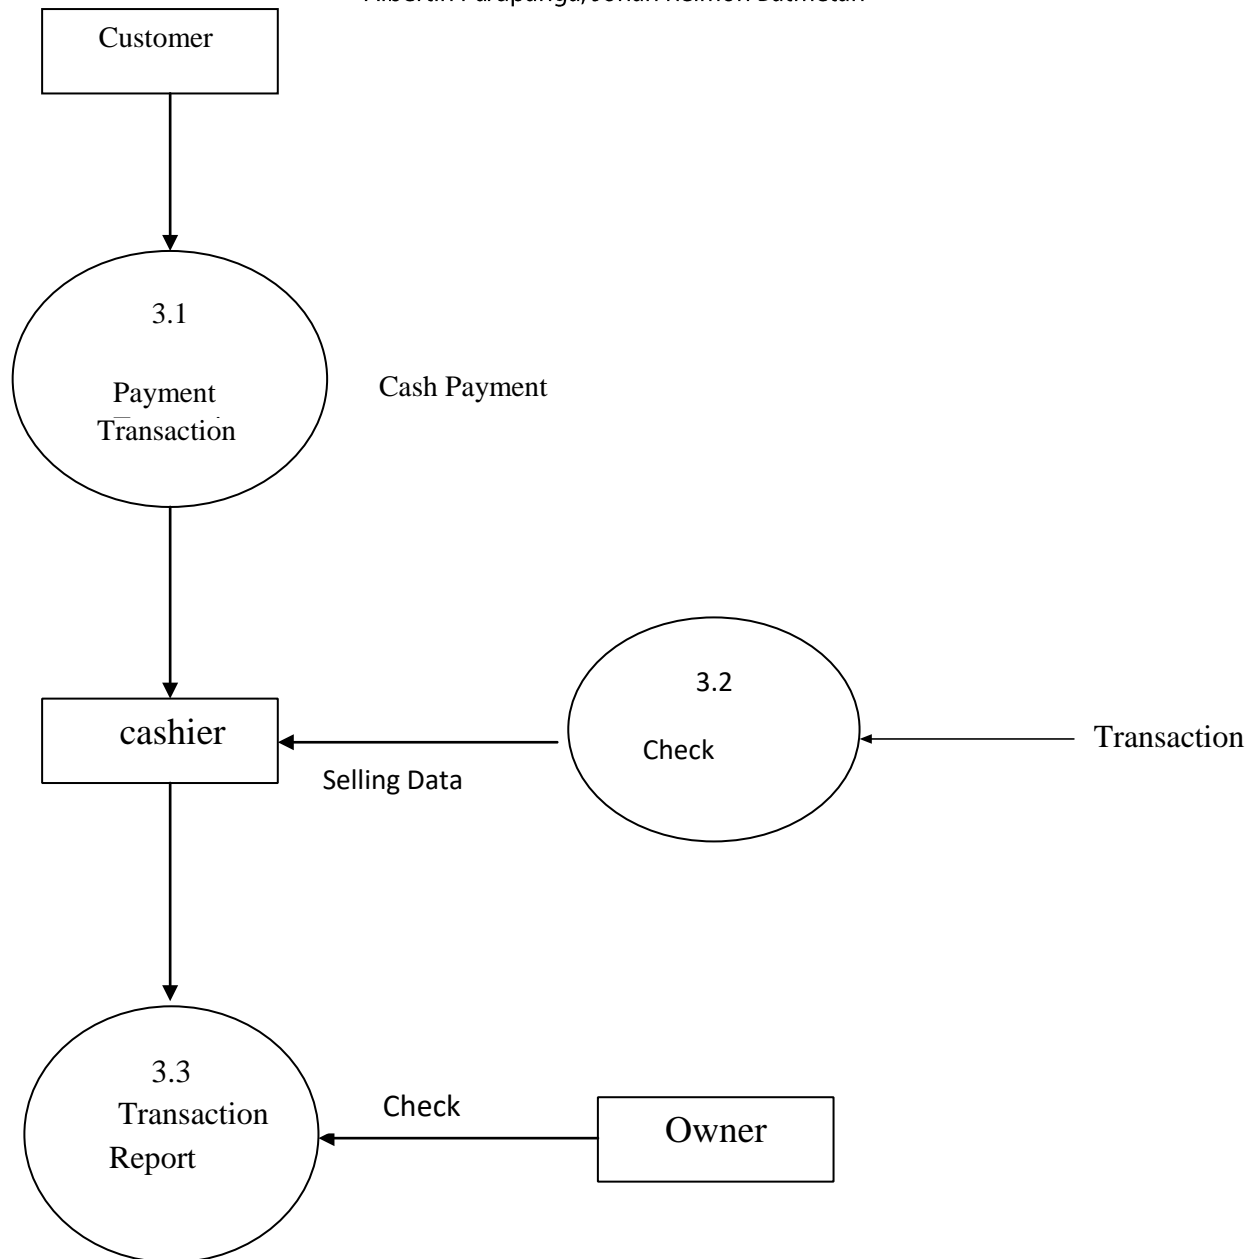 Customer
3.1
Payment
Transaction
Cash Payment
3.2
Check
cashier
Selling Data
Transaction
3.3
Transaction
Report
Check
Owner